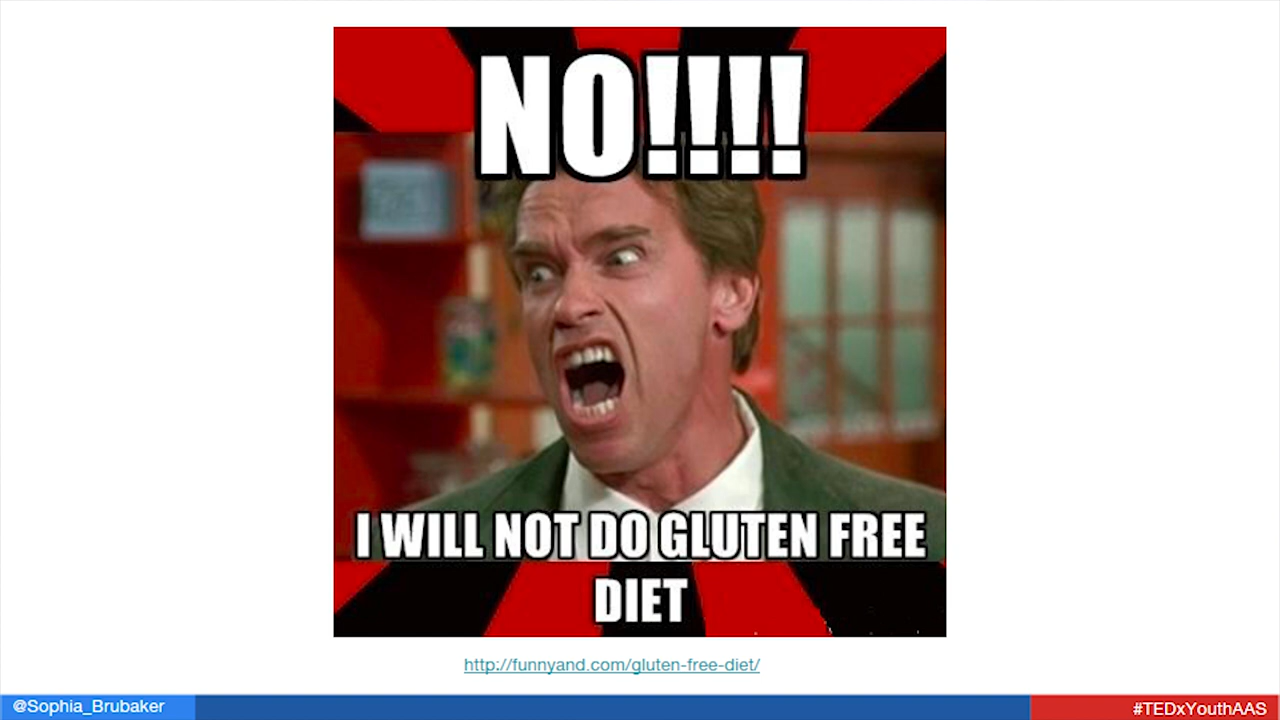 NO!!!!
I WILL NOT DO GLUTEN FREE
DIET
http://funnyand.com/gluten-free-diet/
@Sophia_Brubaker
#TEDxYouthAAS